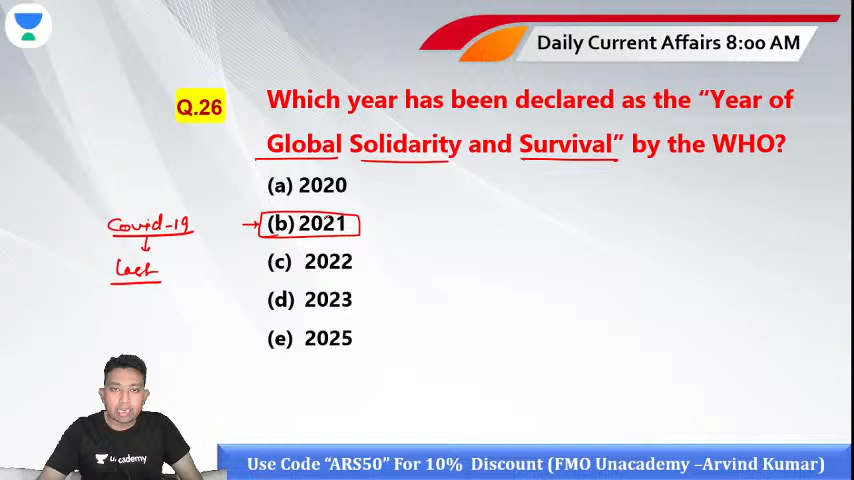 Daily Current Affairs 8:00 AM
Q.26
Which year has been declared as the “Year of
Global Solidarity and Survival” by the WHO?
(a) 2020
(b) 2021
(c) 2022
(d) 2023
(e) 2025
Covid-19
unacademy
Use Code “ARS50” For 10% Discount (FMO Unacademy –Arvind Kumar)